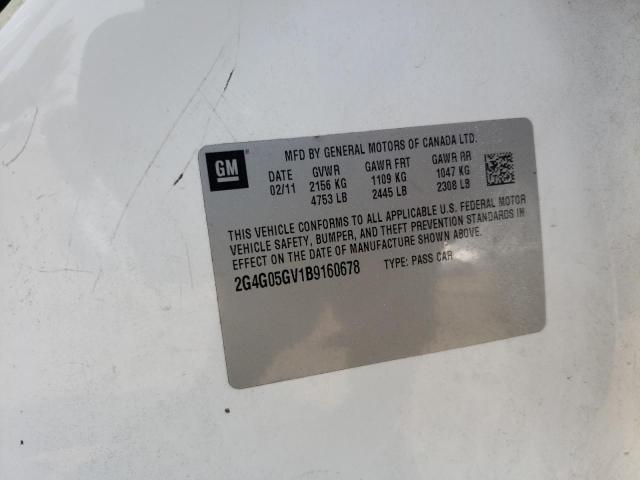 GM
MFD BY GENERAL MOTORS OF CANADA LTD.
DATE GVWR GAWR FRT GAWR RR
02/11 2156 KG 1109 KG 1047 KG
4753 LB 2445 LB 2308 LB
THIS VEHICLE CONFORMS TO ALL APPLICABLE U.S. FEDERAL MOTOR
VEHICLE SAFETY, BUMPER, AND THEFT PREVENTION STANDARDS IN
EFFECT ON THE DATE OF MANUFACTURE SHOWN ABOVE.
2G4G05GV1B9160678 TYPE: PASS CAR